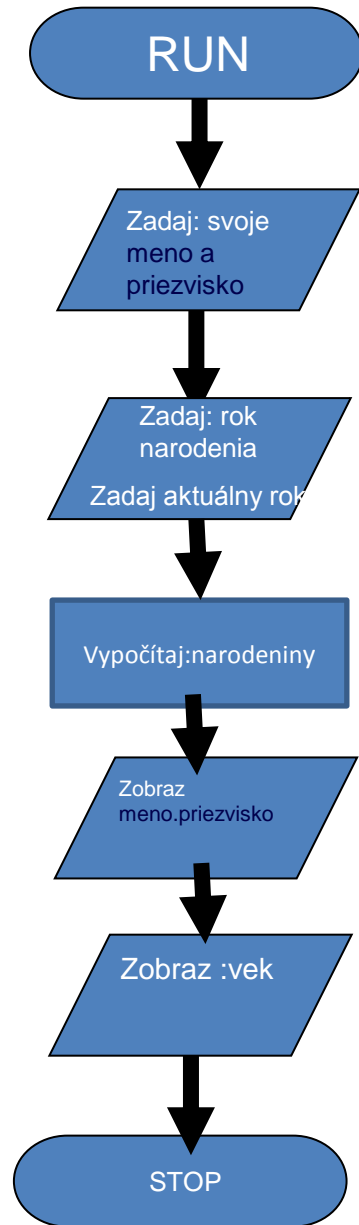 RUN
Zadaj: svoje
meno a
priezvisko
Zadaj: rok
narodenia
Zadaj aktuálny rok
Vypočítaj:narodeniny
Zobraz
meno.priezvisko
Zobraz :vek
STOP